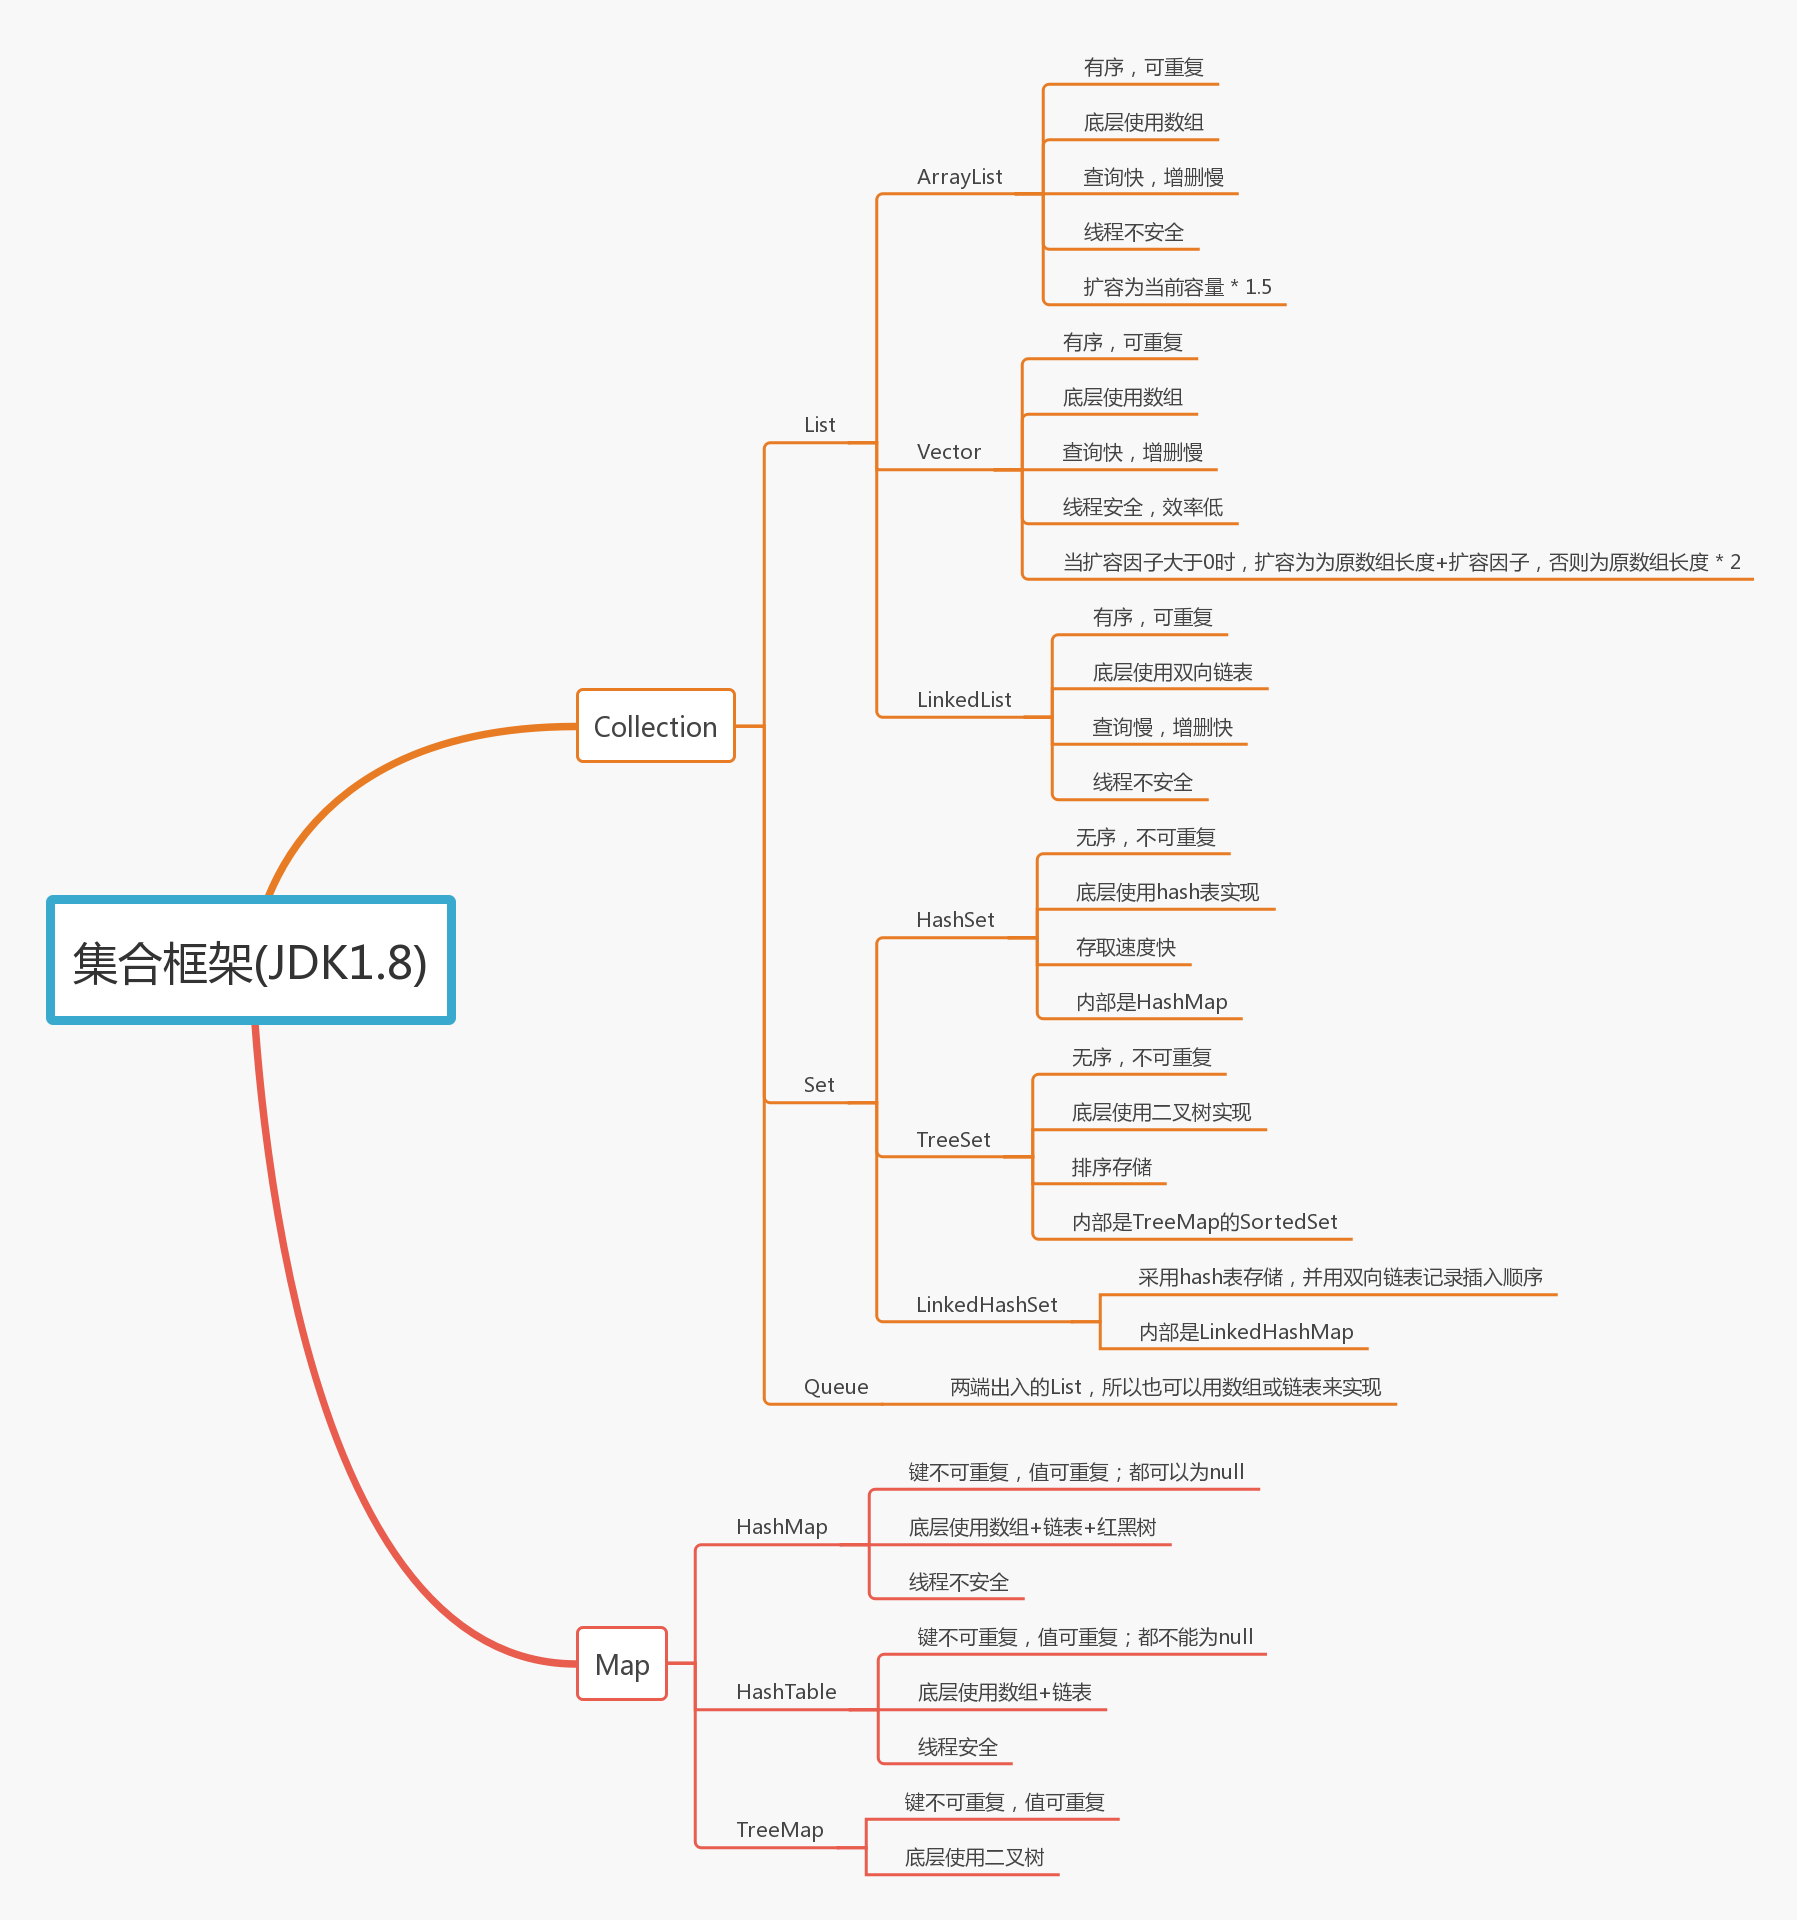 集合框架(JDK1.8)
Collection
List
ArrayList
有序，可重复
底层使用数组
查询快，增删慢
线程不安全
扩容为当前容量 * 1.5
Vector
有序，可重复
底层使用数组
查询快，增删慢
线程安全，效率低
当扩容因子大于0时，扩容为为原数组长度+扩容因子，否则为原数组长度 * 2
LinkedList
有序，可重复
底层使用双向链表
查询慢，增删快
线程不安全
Set
HashSet
无序，不可重复
底层使用hash表实现
存取速度快
内部是HashMap
TreeSet
无序，不可重复
底层使用二叉树实现
排序存储
内部是TreeMap的SortedSet
LinkedHashSet
采用hash表存储，并用双向链表记录插入顺序
内部是LinkedHashMap
Queue
两端出入的List，所以也可以用数组或链表来实现
Map
HashMap
键不可重复，值可重复；都可以为null
底层使用数组+链表+红黑树
线程不安全
HashTable
键不可重复，值可重复；都不能为null
底层使用数组+链表
线程安全
TreeMap
键不可重复，值可重复
底层使用二叉树